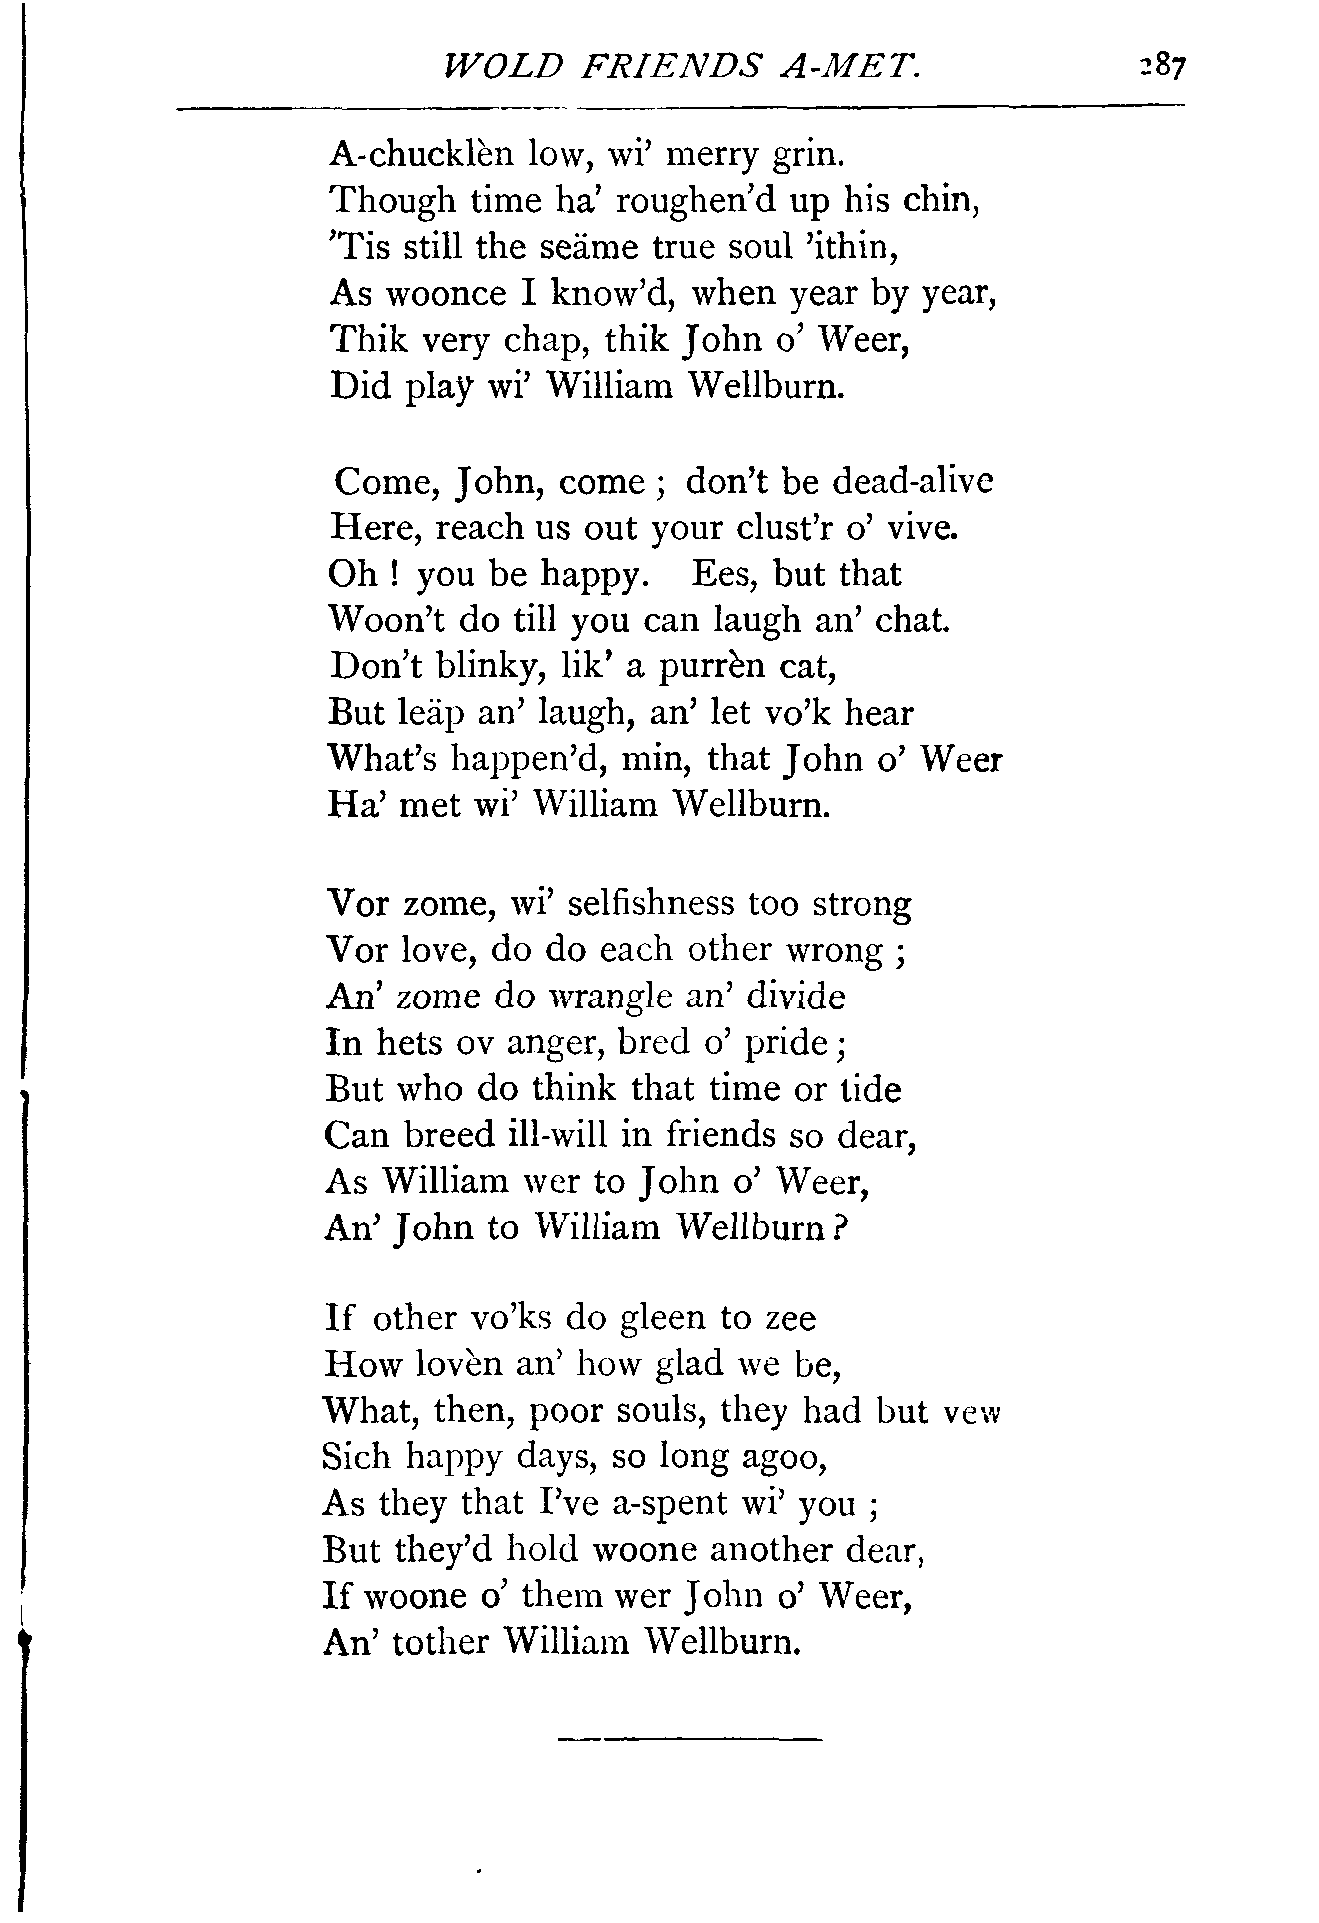 WOLD FRIENDS A-MET. 287
A-chucklèn low, wi' merry grin.
Though time ha' roughen'd up his chin,
'Tis still the seäme true soul 'ithin,
As woonce I know'd, when year by year,
Thik very chap, thik John o' Weer,
Did plaÿ wi' William Wellburn.

Come, John, come ; don't be dead-alive
Here, reach us out your clust'r o' vive.
Oh ! you be happy. Ees, but that
Woon't do till you can laugh an' chat.
Don't blinky, lik' a purrèn cat,
But leäp an' laugh, an' let vo'k hear
What's happen'd, min, that John o' Weer
Ha' met wi' William Wellburn.

Vor zome, wi' selfishness too strong
Vor love, do do each other wrong ;
An' zome do wrangle an' divide
In hets ov anger, bred o' pride ;
But who do think that time or tide
Can breed ill-will in friends so dear,
As William wer to John o' Weer,
An' John to William Wellburn ?

If other vo'ks do gleen to zee
How lovèn an' how glad we be,
What, then, poor souls, they had but vew
Sich happy days, so long agoo,
As they that I've a-spent wi' you ;
But they'd hold woone another dear,
If woone o' them wer John o' Weer,
An' tother William Wellburn.